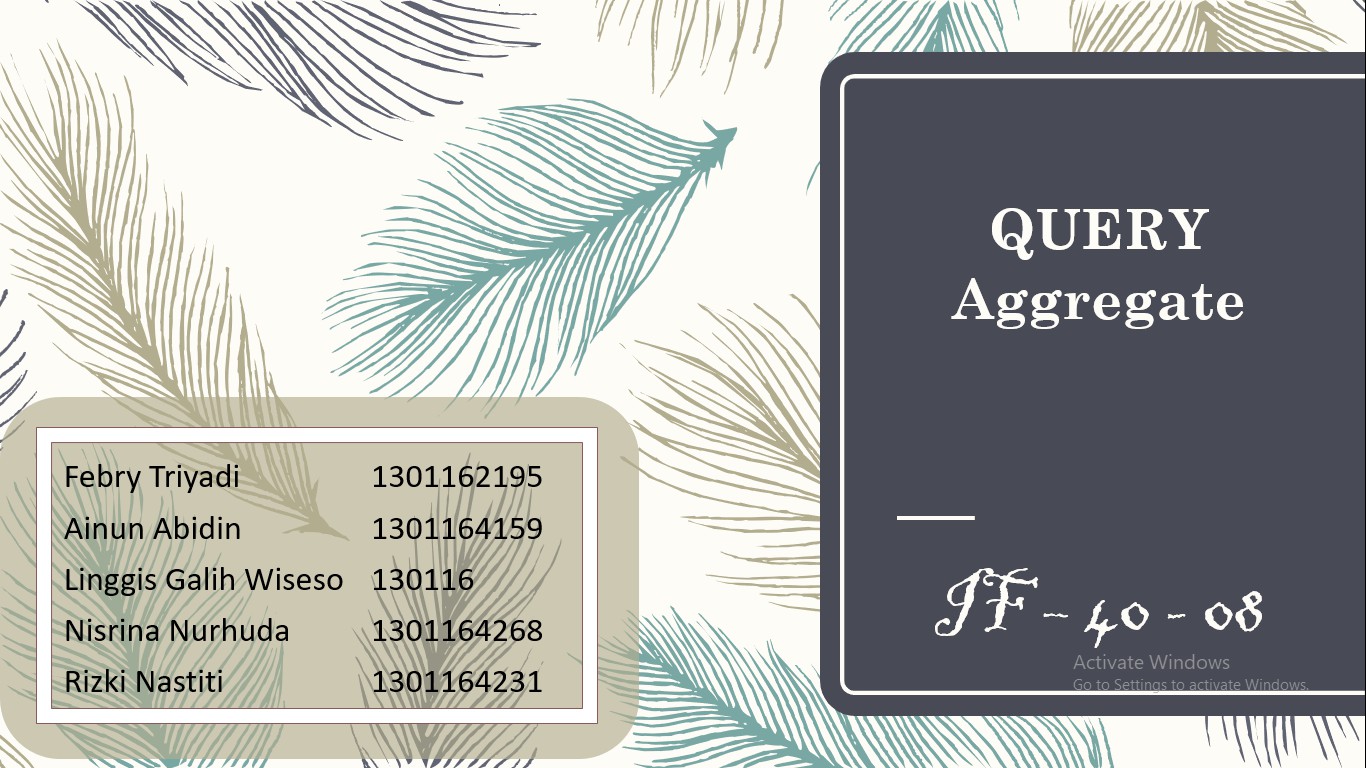 QUERY
Aggregate
IF – 40 – 08
Febry Triyadi 1301162195
Ainun Abidin 1301164159
Linggis Galih Wiseso 130116
Nisrina Nurhuda 1301164268
Rizki Nastiti 1301164231
Activate Windows
Go to Settings to activate Windows.